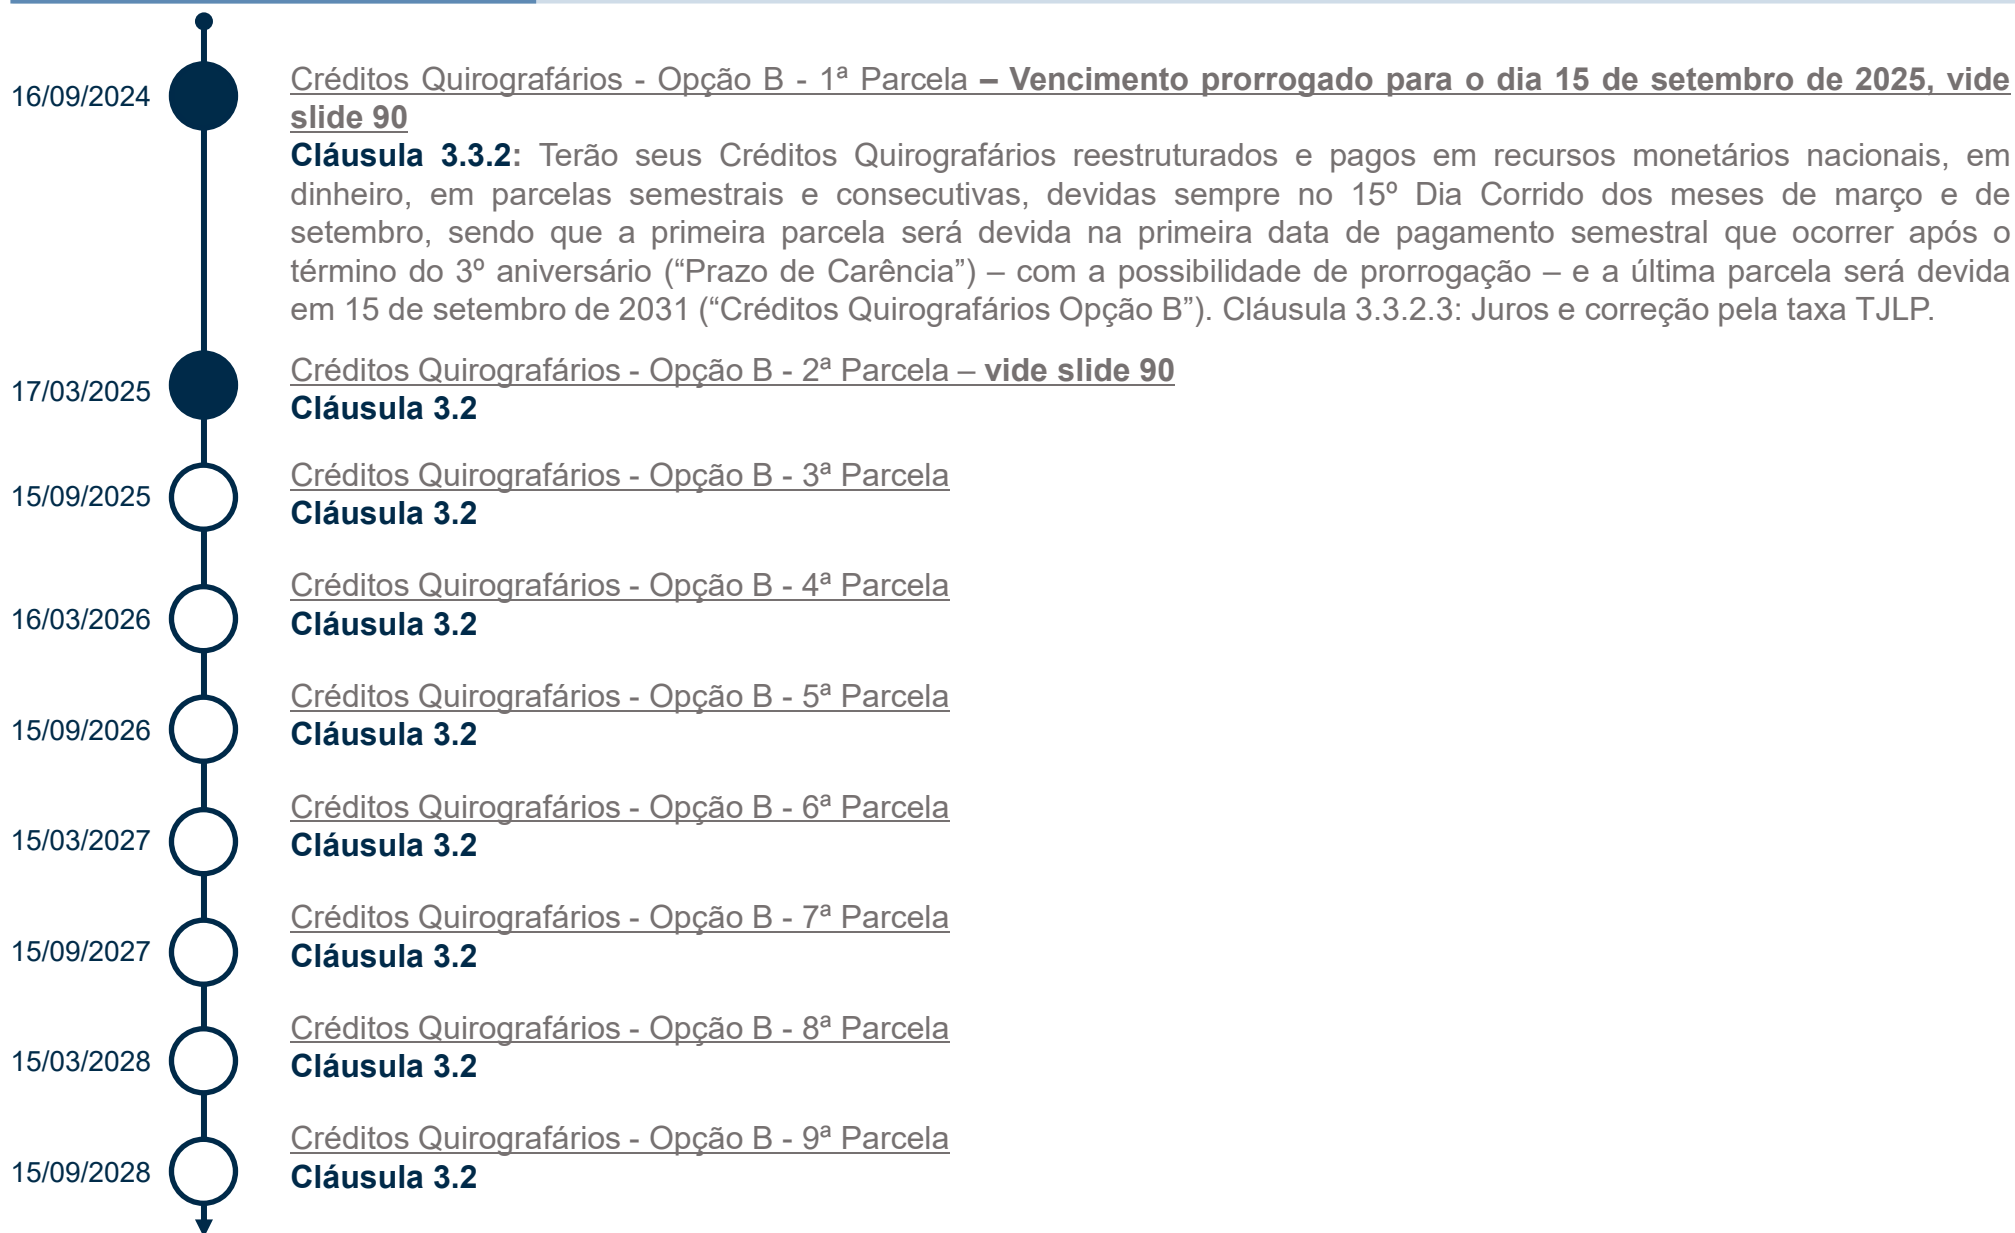 16/09/2024
Créditos Quirografários - Opção B - 1ª Parcela – Vencimento prorrogado para o dia 15 de setembro de 2025, vide
slide 90
Cláusula 3.3.2: Terão seus Créditos Quirografários reestruturados e pagos em recursos monetários nacionais, em
dinheiro, em parcelas semestrais e consecutivas, devidas sempre no 15º Dia Corrido dos meses de março e de
setembro, sendo que a primeira parcela será devida na primeira data de pagamento semestral que ocorrer após o
término do 3º aniversário (“Prazo de Carência”) – com a possibilidade de prorrogação – e a última parcela será devida
em 15 de setembro de 2031 (“Créditos Quirografários Opção B”). Cláusula 3.3.2.3: Juros e correção pela taxa TJLP.
17/03/2025
Créditos Quirografários - Opção B - 2ª Parcela – vide slide 90
Cláusula 3.2
15/09/2025
Créditos Quirografários - Opção B - 3ª Parcela
Cláusula 3.2
16/03/2026
Créditos Quirografários - Opção B - 4ª Parcela
Cláusula 3.2
15/09/2026
Créditos Quirografários - Opção B - 5ª Parcela
Cláusula 3.2
15/03/2027
Créditos Quirografários - Opção B - 6ª Parcela
Cláusula 3.2
15/09/2027
Créditos Quirografários - Opção B - 7ª Parcela
Cláusula 3.2
15/03/2028
Créditos Quirografários - Opção B - 8ª Parcela
Cláusula 3.2
15/09/2028
Créditos Quirografários - Opção B - 9ª Parcela
Cláusula 3.2